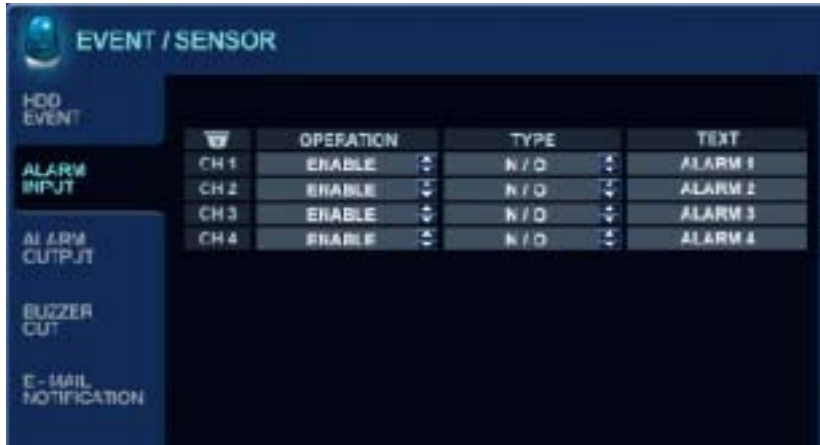 EVENT / SENSOR
HDD
EVENT
ALARM
INPUT
ALARM
OUTPUT
BUZZER
OUT
E-MAIL
NOTIFICATION
OPERATION TYPE TEXT
CH 1 ENABLE N / O ALARM 1
CH 2 ENABLE N / O ALARM 2
CH 3 ENABLE N / O ALARM 3
CH 4 ENABLE N / O ALARM 4